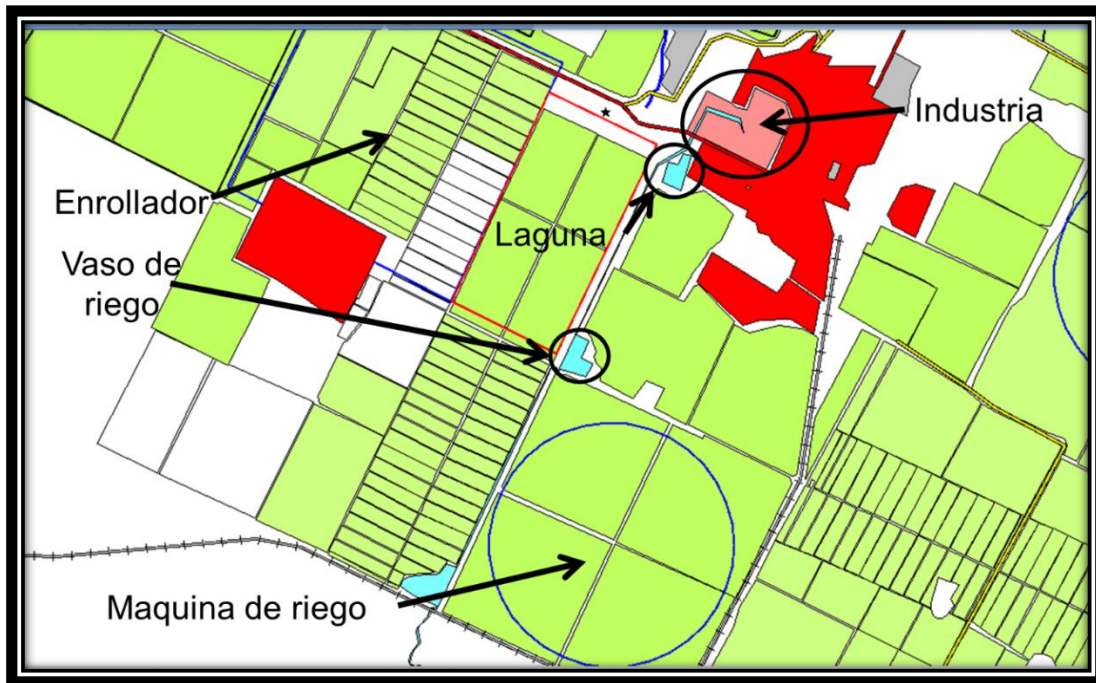 Industria
Enrollador
Laguna
Vaso de
riego
Maquina de riego